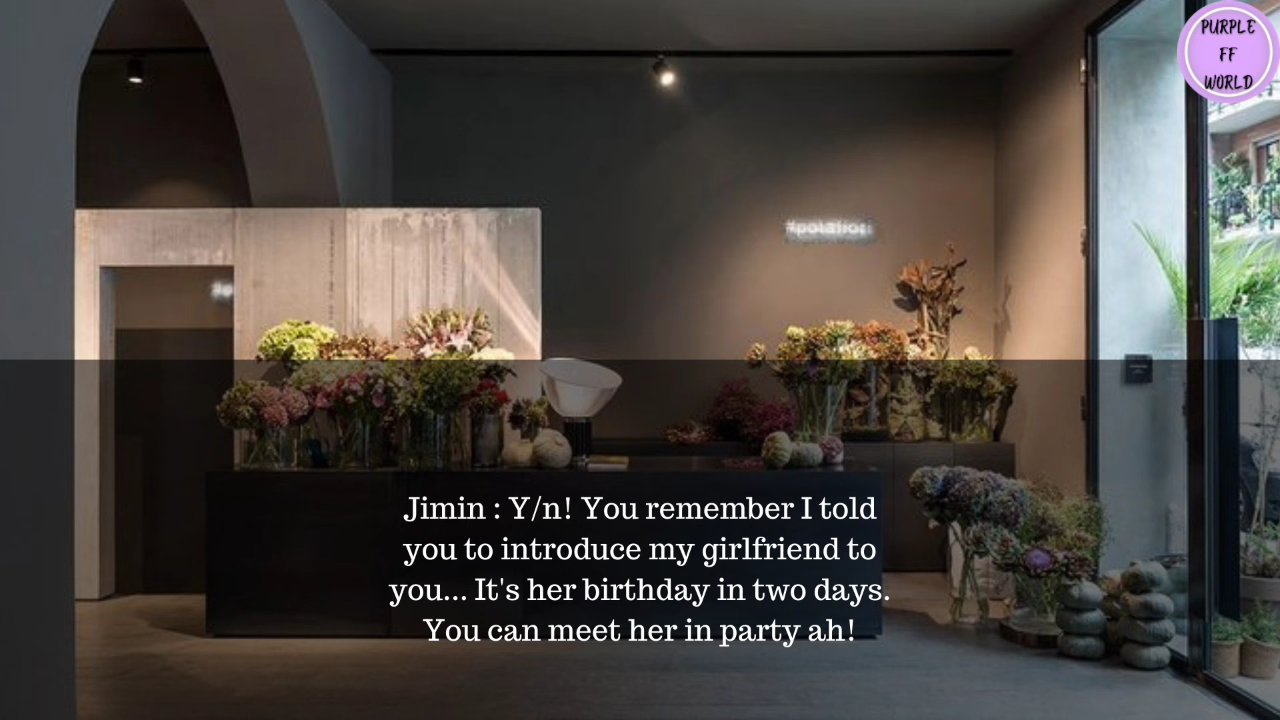 PURPLE
FF
WORLD
Jimin : Y/n! You remember I told
you to introduce my girlfriend to
you... It's her birthday in two days.
You can meet her in party ah!